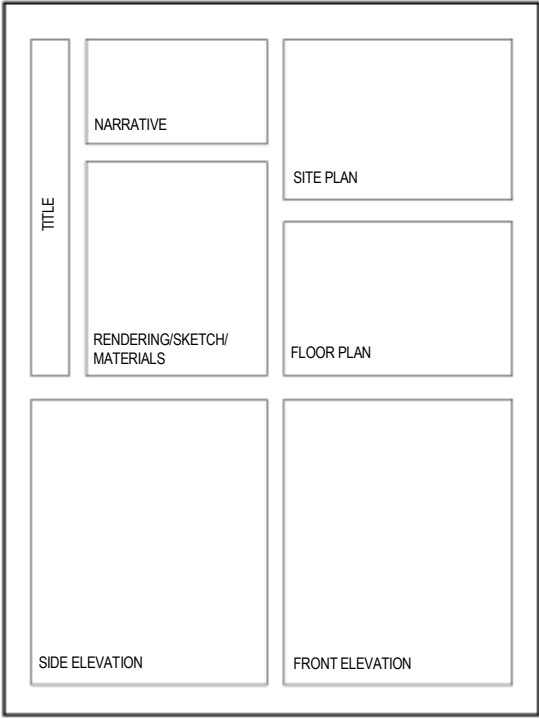 TITLE
NARRATIVE
RENDERING/SKETCH/
MATERIALS
SITE PLAN
FLOOR PLAN
SIDE ELEVATION
FRONT ELEVATION